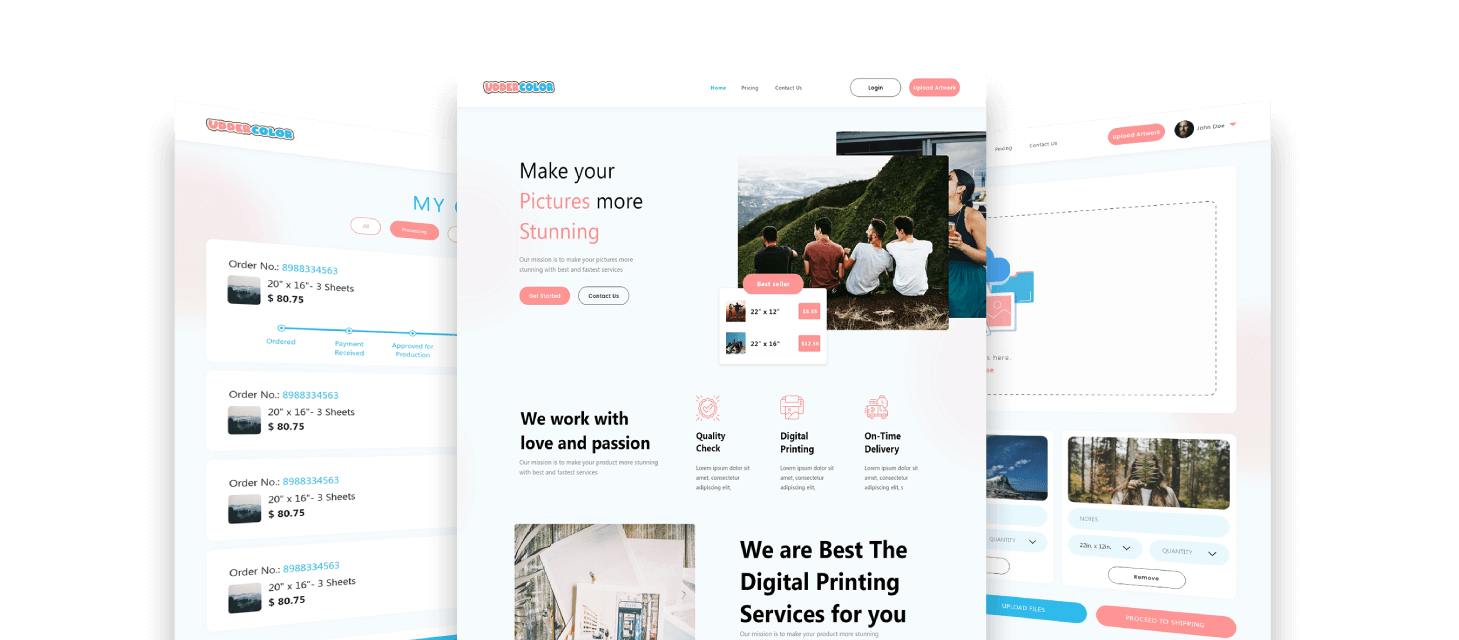 UDDERCOLOR
MY
All
Processing
Order No.: 8988334563
20" x 16"- 3 Sheets
$ 80.75
Ordered
Payment
Received
Approved for
Production
Order No.: 8988334563
20" x 16"- 3 Sheets
$ 80.75
Order No.: 8988334563
20" x 16"- 3 Sheets
$ 80.75
Order No.: 8988334563
20" x 16"- 3 Sheets
$ 80.75
UDDERCOLOR
Home
Pricing
Contact Us
Login
Upload Artwork
Make your
Pictures more
Stunning
Our mission is to make your pictures more
stunning with best and fastest services
Get Started
Contact Us
Best seller
22" x 12"
22" x 16"
$12.58
We work with
love and passion
Our mission is to make your product more stunning
with best and fastest services
Quality
Check
Lorem ipsum dolor sit
amet, consectetur
adipiscing elit,
Digital
Printing
Lorem ipsum dolor sit
amet, consectetur
adipiscing elit,
On-Time
Delivery
Lorem ipsum dolor sit
amet, consectetur
adipiscing elit, s
We are Best The
Digital Printing
Services for you
Our mission is to make your product more stunning
Pricing
Contact Us
Upload Artwork
John Doe
s here.
se
QUANTITY
NOTES
22in. x 12in.
QUANTITY
Remove
UPLOAD FILES
PROCEED TO SHIPPING